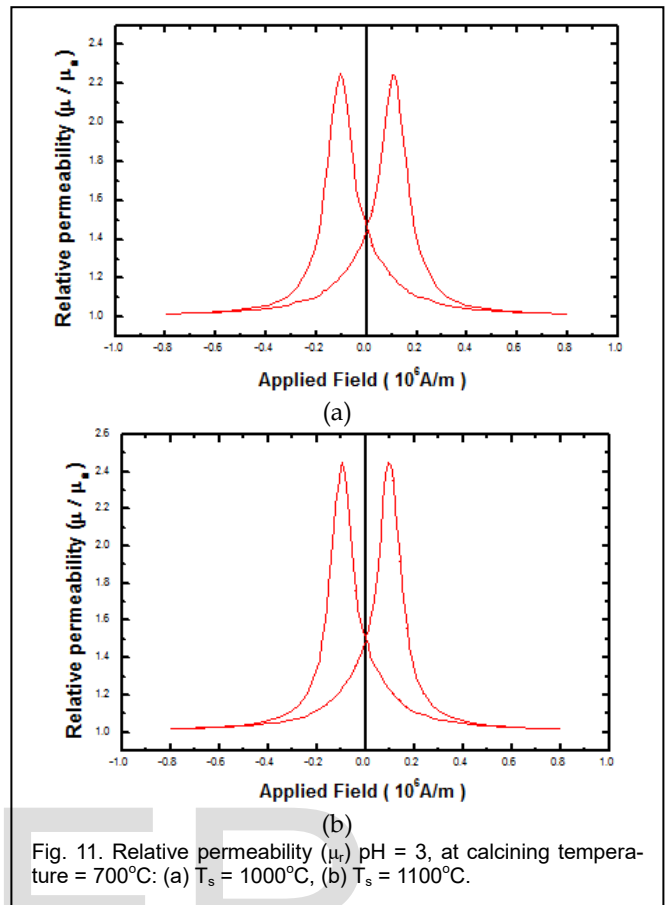 2.4
2.2
2.0
1.8
1.6
1.4
1.2
1.0
Relative permeability (μ / μ
-1.0 -0.8 -0.6 -0.4 -0.2 0.0 0.2 0.4 0.6 0.8 1.0
Applied Field ( 10⁶A/m )
(a)
2.6
2.4
2.2
2.0
1.8
1.6
1.4
1.2
1.0
Relative permeability (μ / μ
-1.0 -0.8 -0.6 -0.4 -0.2 0.0 0.2 0.4 0.6 0.8 1.0
Applied Field ( 10⁶A/m )
(b)
Fig. 11. Relative permeability (μᵣ) pH = 3, at calcining tempera-
ture = 700°C: (a) Tₛ = 1000°C, (b) Tₛ = 1100°C.